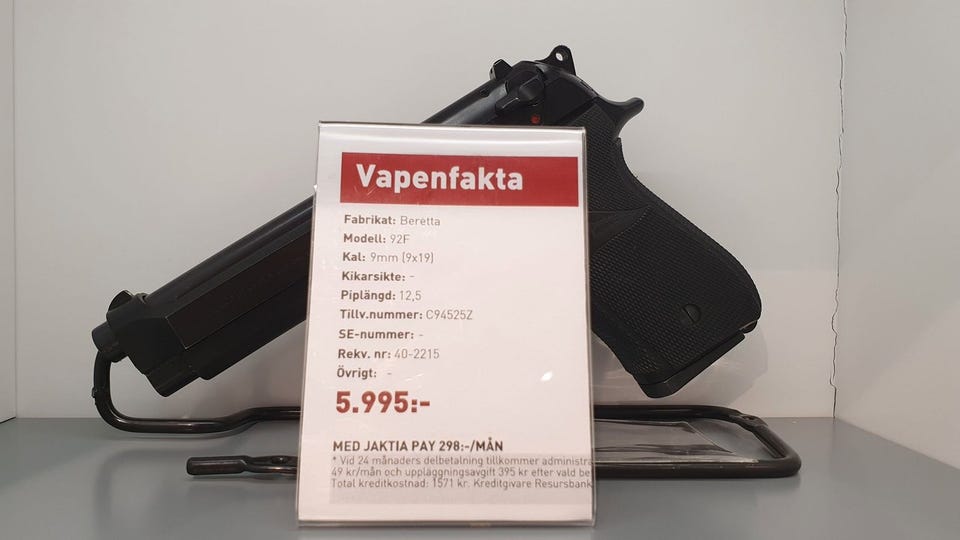 Vapenfakta
Fabrikat: Beretta
Modell: 92F
Kal: 9mm (9x19)
Kikarsikte: -
Piplängd: 12,5
Tillv.nummer: C94525Z
SE-nummer: -
Rekv. nr: 40-2215
Övrigt: -
5.995:-
MED JAKTIA PAY 298:-/MÅN
* Vid 24 månaders delbetalning tillkommer administra
49 kr/mån och uppläggningsavgift 395 kr efter vald be
Total kreditkostnad: 1571 kr. Kreditgivare Resursbank